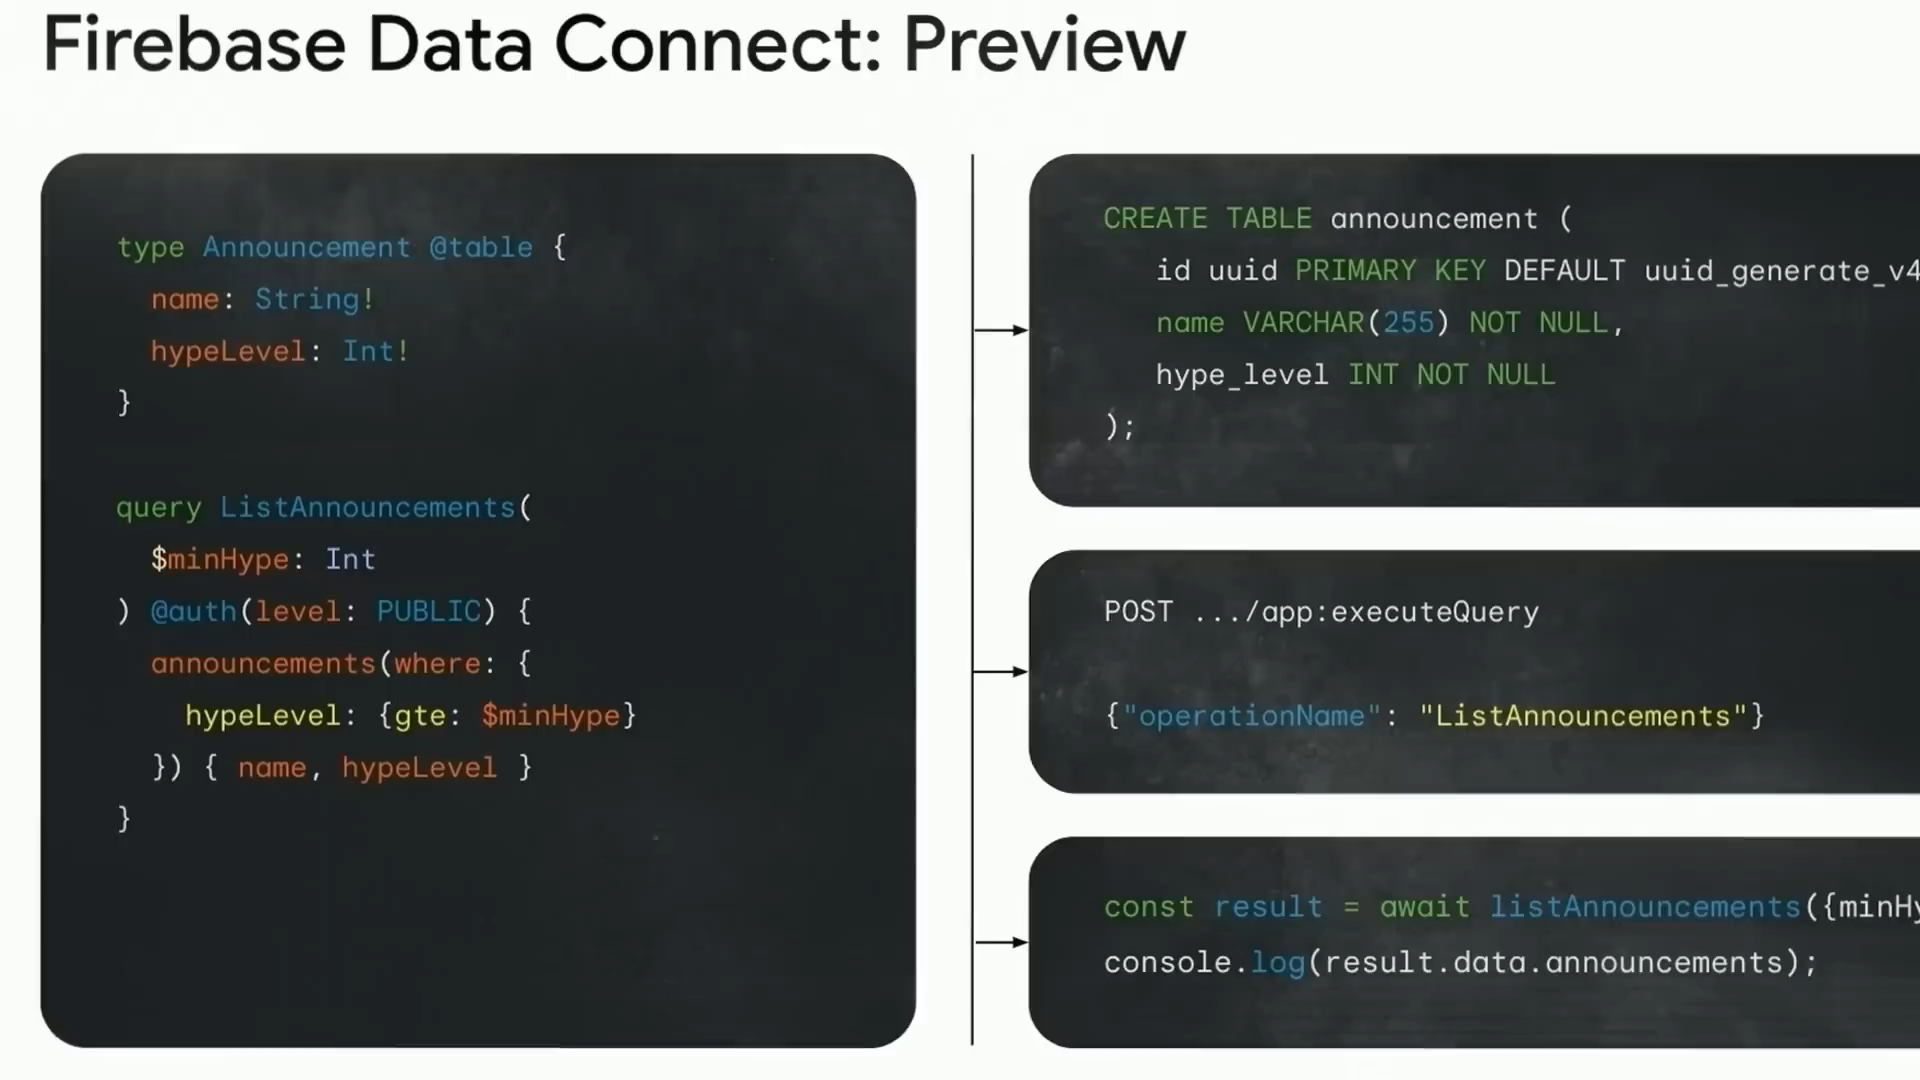 Firebase Data Connect: Preview
type Announcement @table {
name: String!
hypeLevel: Int!
}
query ListAnnouncements(
$minHype: Int
) @auth(level: PUBLIC) {
announcements(where: {
hypeLevel: {gte: $minHype}
}) { name, hypeLevel }
}
CREATE TABLE announcement (
id uuid PRIMARY KEY DEFAULT uuid_generate_v4
name VARCHAR(255) NOT NULL,
hype_level INT NOT NULL
);
POST .../app:executeQuery
{"operationName": "ListAnnouncements"}
const result = await listAnnouncements({minHy
console.log(result.data.announcements);